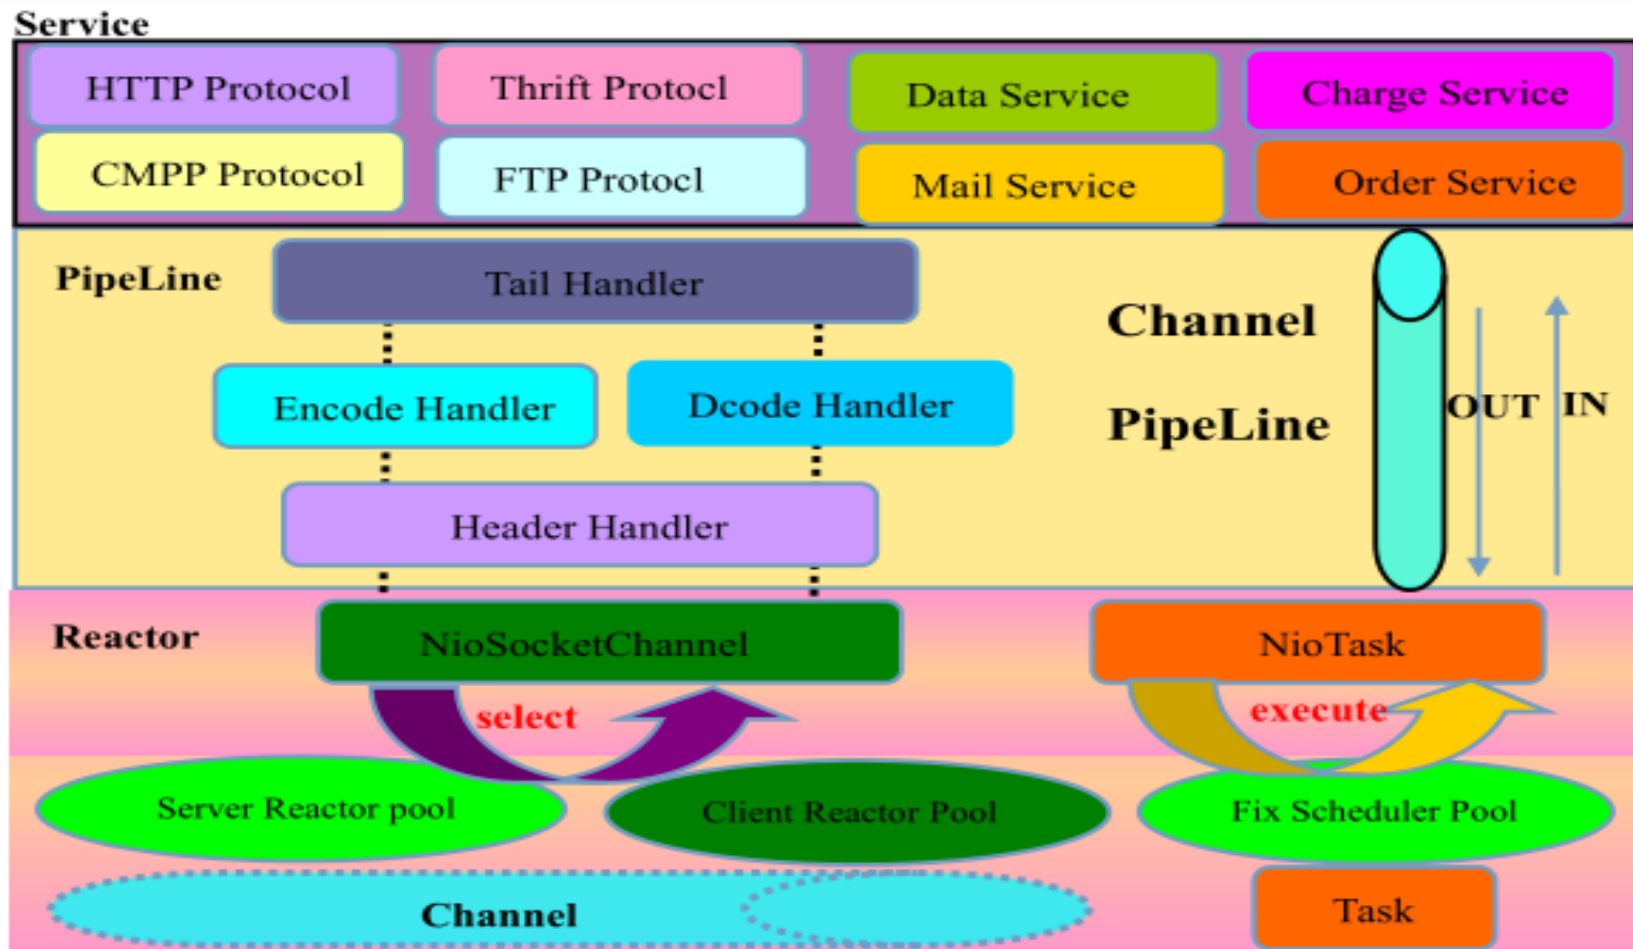 Service
HTTP Protocol
Thrift Protocl
Data Service
Charge Service
CMPP Protocol
FTP Protocl
Mail Service
Order Service
PipeLine
Tail Handler
Channel
PipeLine
Encode Handler
Dcode Handler
OUT
IN
Header Handler
Reactor
NioSocketChannel
NioTask
select
execute
Server Reactor pool
Client Reactor Pool
Fix Scheduler Pool
Channel
Task